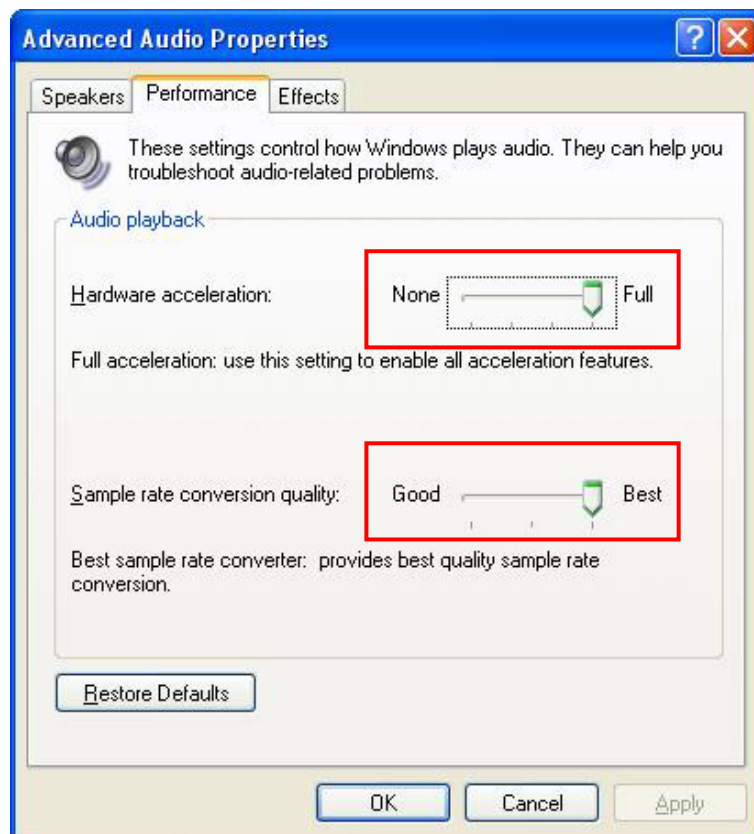 Advanced Audio Properties
Speakers Performance Effects
These settings control how Windows plays audio. They can help you
troubleshoot audio-related problems.
Audio playback
Hardware acceleration: None Full
Full acceleration: use this setting to enable all acceleration features.
Sample rate conversion quality: Good Best
Best sample rate converter: provides best quality sample rate
conversion.
Restore Defaults
OK Cancel Apply